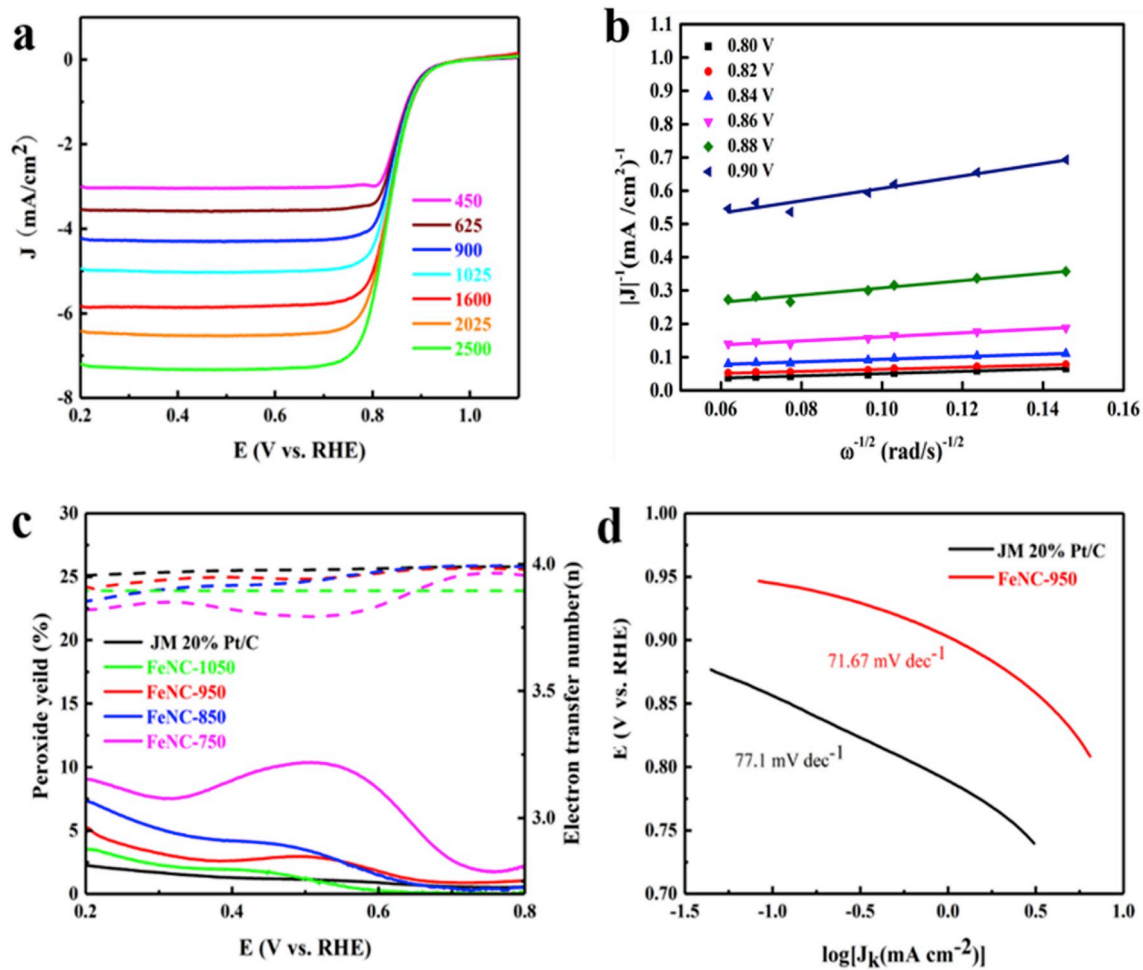 a
J (mA/cm²)
0
-2
-4
-6
-8
450
625
900
1025
1600
2025
2500
0.2 0.4 0.6 0.8 1.0
E (V vs. RHE)
b
|J|⁻¹(mA /cm²)⁻¹
1.1
1.0
0.9
0.8
0.7
0.6
0.5
0.4
0.3
0.2
0.1
0.0
0.80 V
0.82 V
0.84 V
0.86 V
0.88 V
0.90 V
0.06 0.08 0.10 0.12 0.14 0.16
ω⁻¹/² (rad/s)⁻¹/²
c
Peroxide yeild (%)
30
25
20
15
10
5
0
JM 20% Pt/C
FeNC-1050
FeNC-950
FeNC-850
FeNC-750
4.0
3.5
3.0
Electron transfer number(n)
0.2 0.4 0.6 0.8
E (V vs. RHE)
d
E (V vs. RHE)
1.00
0.95
0.90
0.85
0.80
0.75
0.70
JM 20% Pt/C
FeNC-950
71.67 mV dec⁻¹
77.1 mV dec⁻¹
-1.5 -1.0 -0.5 0.0 0.5 1.0
log[Jₖ(mA cm⁻²)]